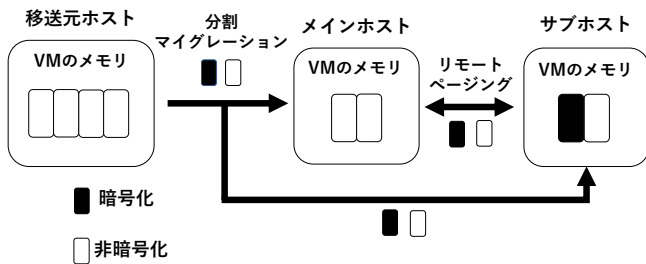 移送元ホスト
VMのメモリ
分割
マイグレーション
メインホスト
VMのメモリ
リモート
ページング
サブホスト
VMのメモリ
暗号化
非暗号化